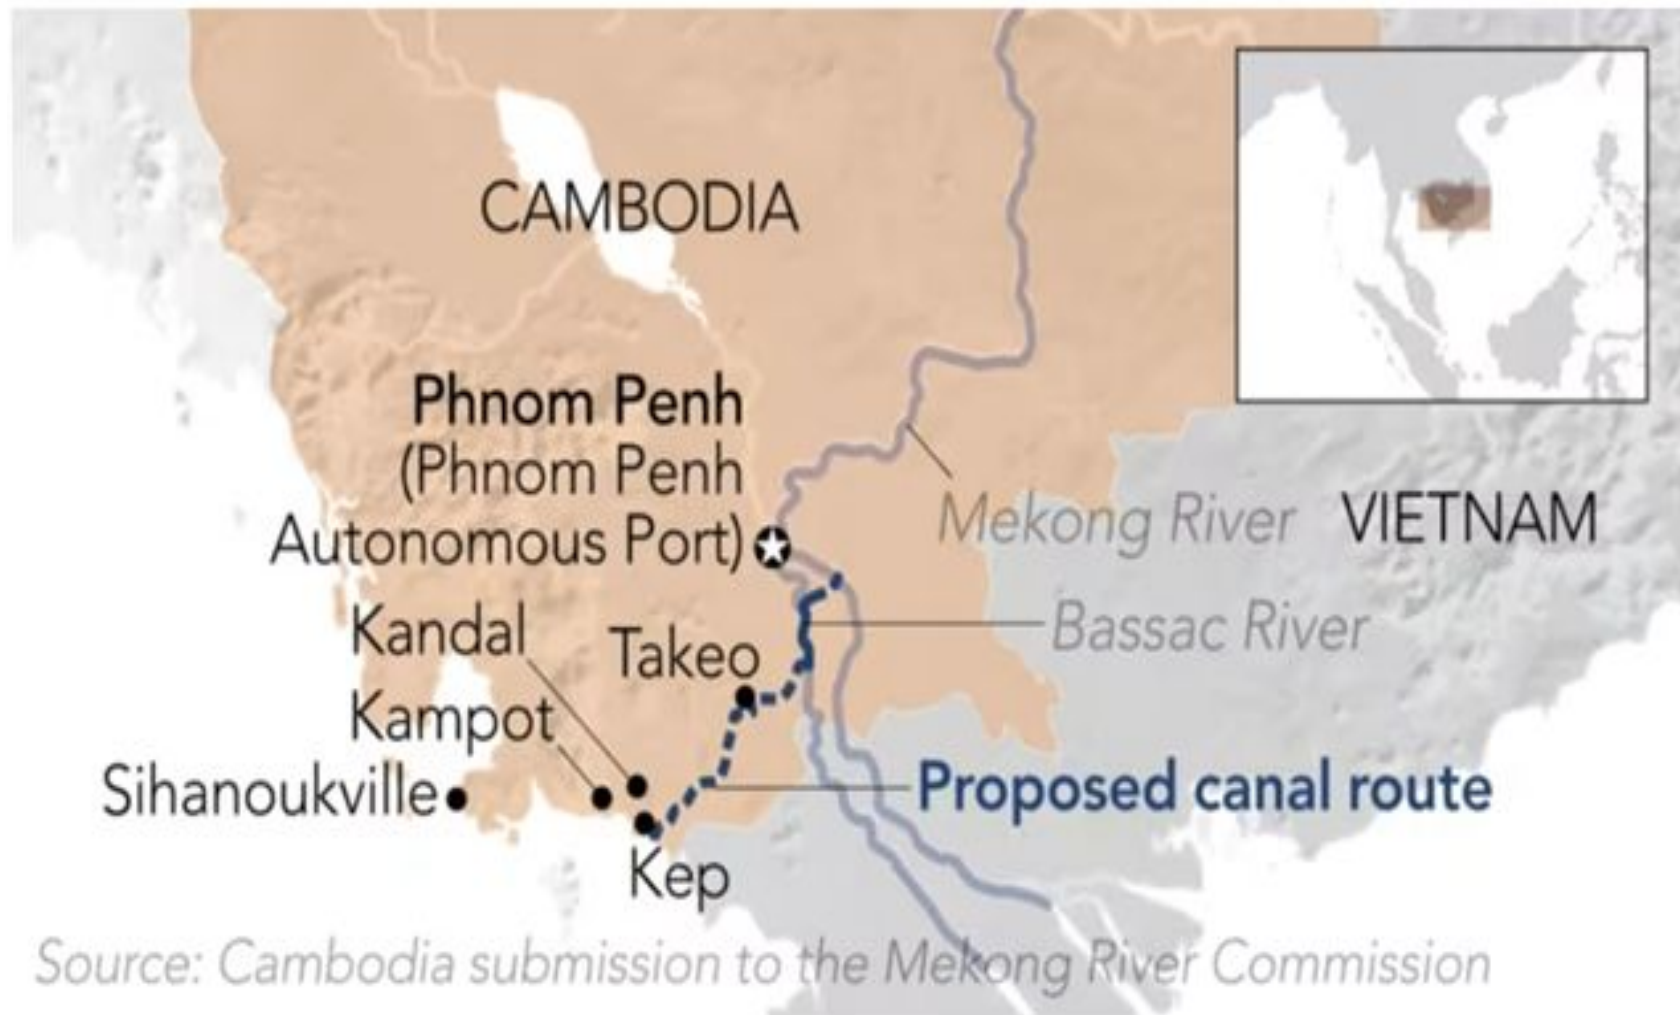 CAMBODIA
Phnom Penh
(Phnom Penh
Autonomous Port)
Mekong River
VIETNAM
Kandal
Takeo
Bassac River
Kampot
Sihanoukville
Proposed canal route
Kep
Source: Cambodia submission to the Mekong River Commission